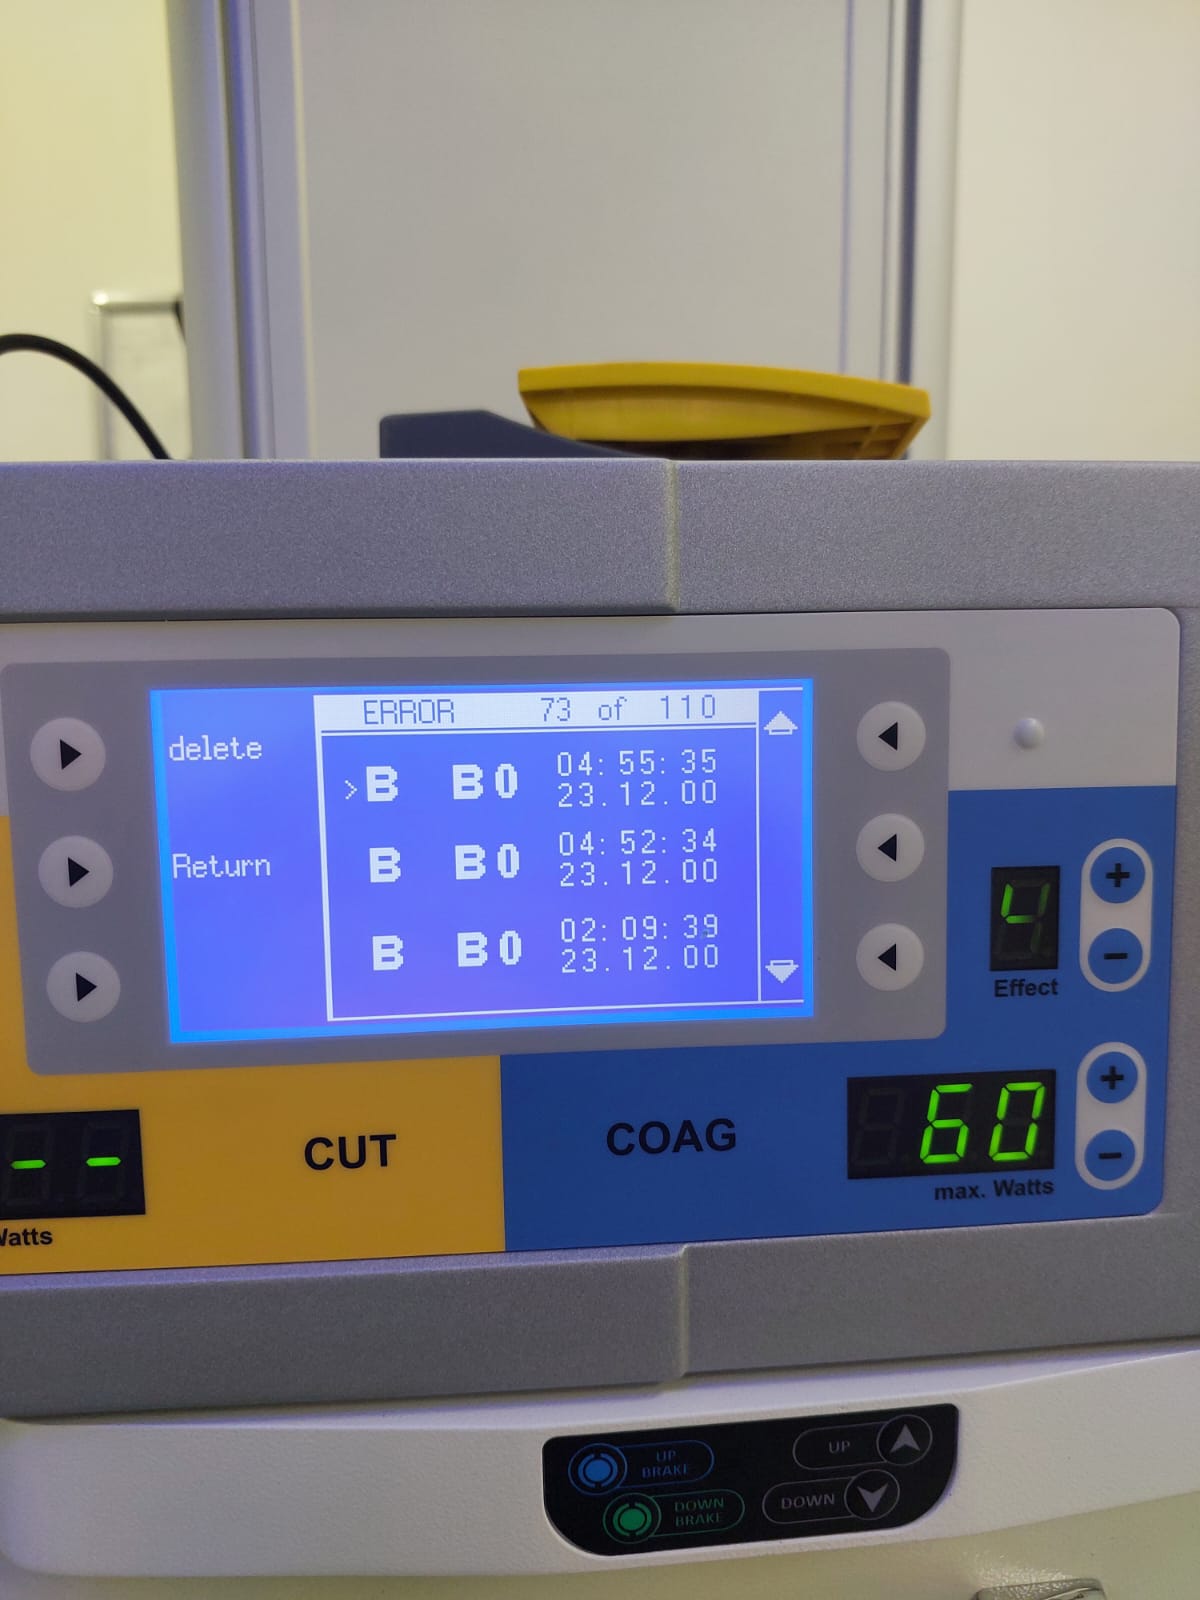 ERROR 73 of 110
delete
> B B0 04:55:35
23.12.00
B B0 04:52:34
23.12.00
Return
B B0 02:09:39
23.12.00
4
+
-
Effect
CUT
COAG
60
+
-
max. Watts
- -
Watts
UP
BRAKE
UP
DOWN
BRAKE
DOWN